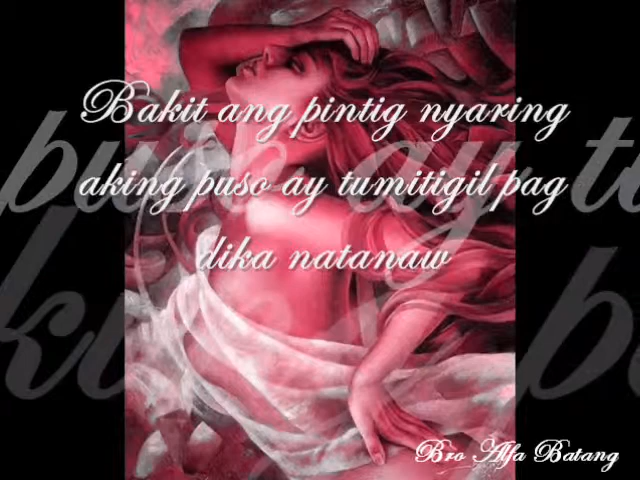 Bakit ang pintig nyaring
aking puso ay tumitigil pag
dika natanaw
Bro Alfa Batang